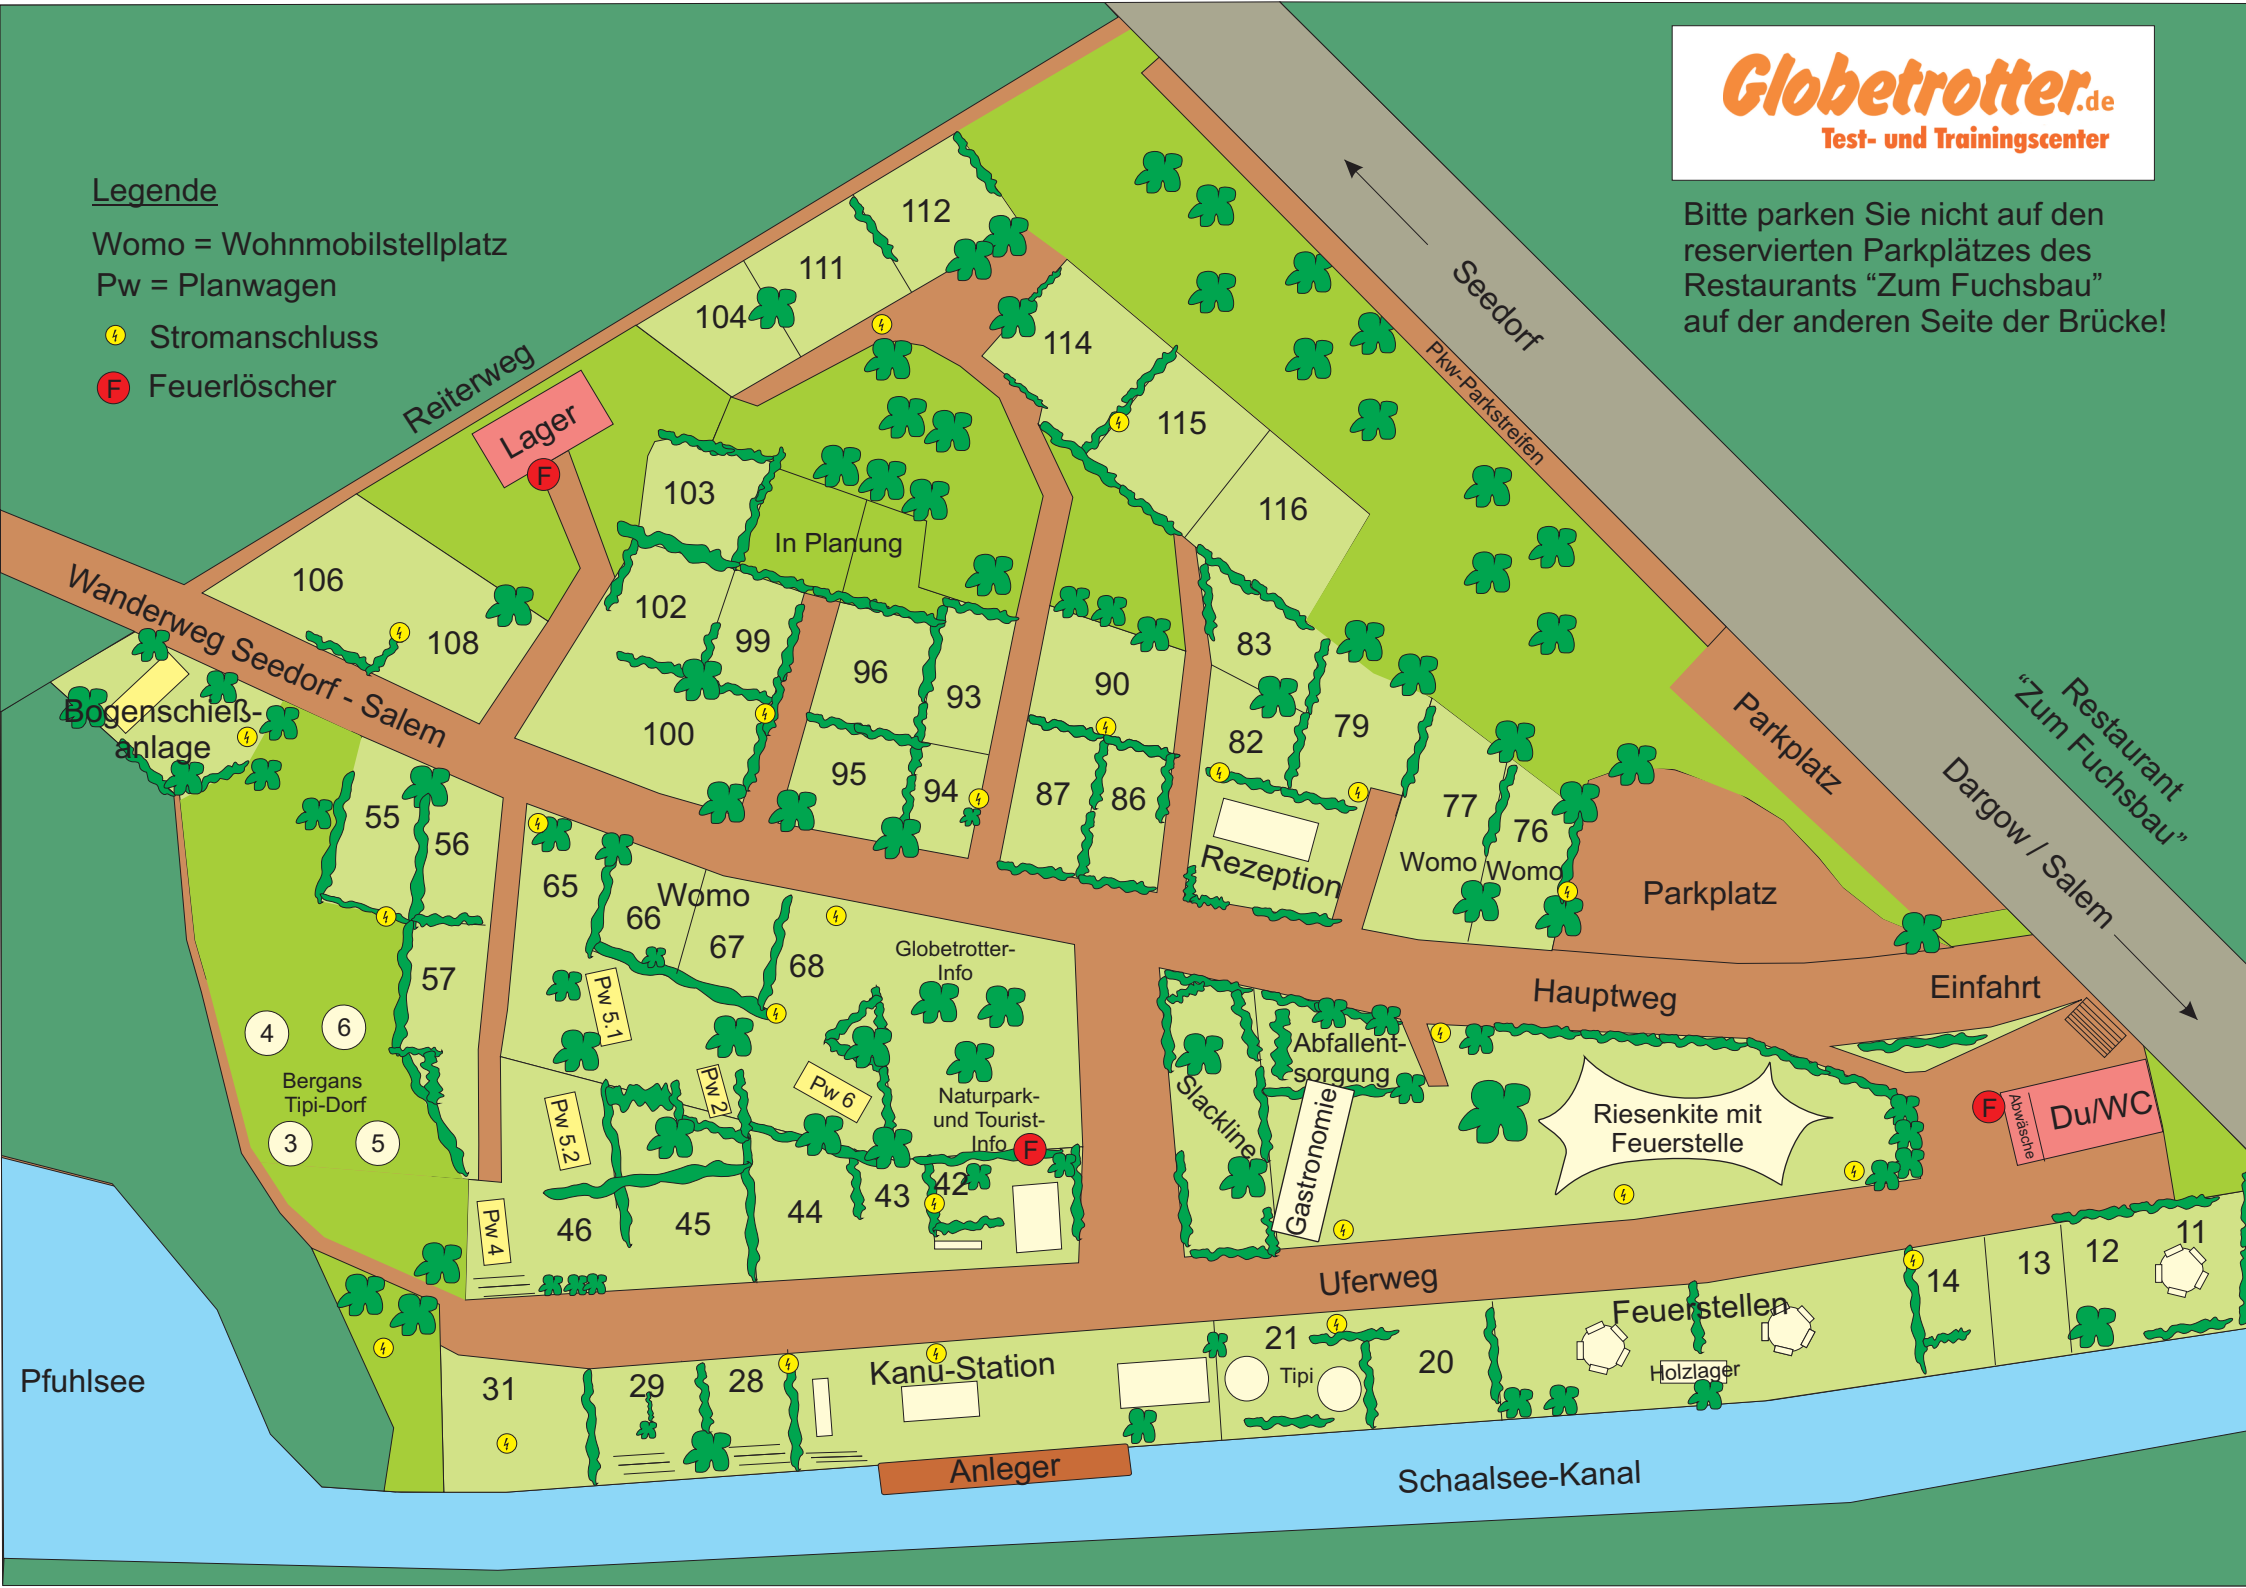 Globetrotter.de
Test- und Trainingscenter
Bitte parken Sie nicht auf den
reservierten Parkplätzes des
Restaurants “Zum Fuchsbau”
auf der anderen Seite der Brücke!
Legende
Womo = Wohnmobilstellplatz
Pw = Planwagen
Stromanschluss
F Feuerlöscher
Reiterweg
Lager
F
Seedorf
Pkw-Parkstreifen
112
111
104
114
115
116
103
In Planung
106
108
102
99
100
96
93
95
94
90
87
86
83
82
79
77
Womo
76
Womo
Rezeption
Parkplatz
Parkplatz
Restaurant
“Zum Fuchsbau”
Dargow / Salem
Wanderweg Seedorf - Salem
Bogenschieß-
anlage
55
56
57
65
66
Womo
67
68
Globetrotter-
Info
Pw 5.1
Pw 5.2
Pw 2
Pw 6
Pw 4
4
6
Bergans
Tipi-Dorf
3
5
Naturpark-
und Tourist-
Info
F
46
45
44
43
42
Hauptweg
Einfahrt
Slackline
Abfallent-
sorgung
Gastronomie
Riesenkite mit
Feuerstelle
F
Abwäsche
Du/WC
Uferweg
31
29
28
Kanu-Station
21
Tipi
20
Feuerstellen
Holzlager
14
13
12
11
Anleger
Pfuhlsee
Schaalsee-Kanal